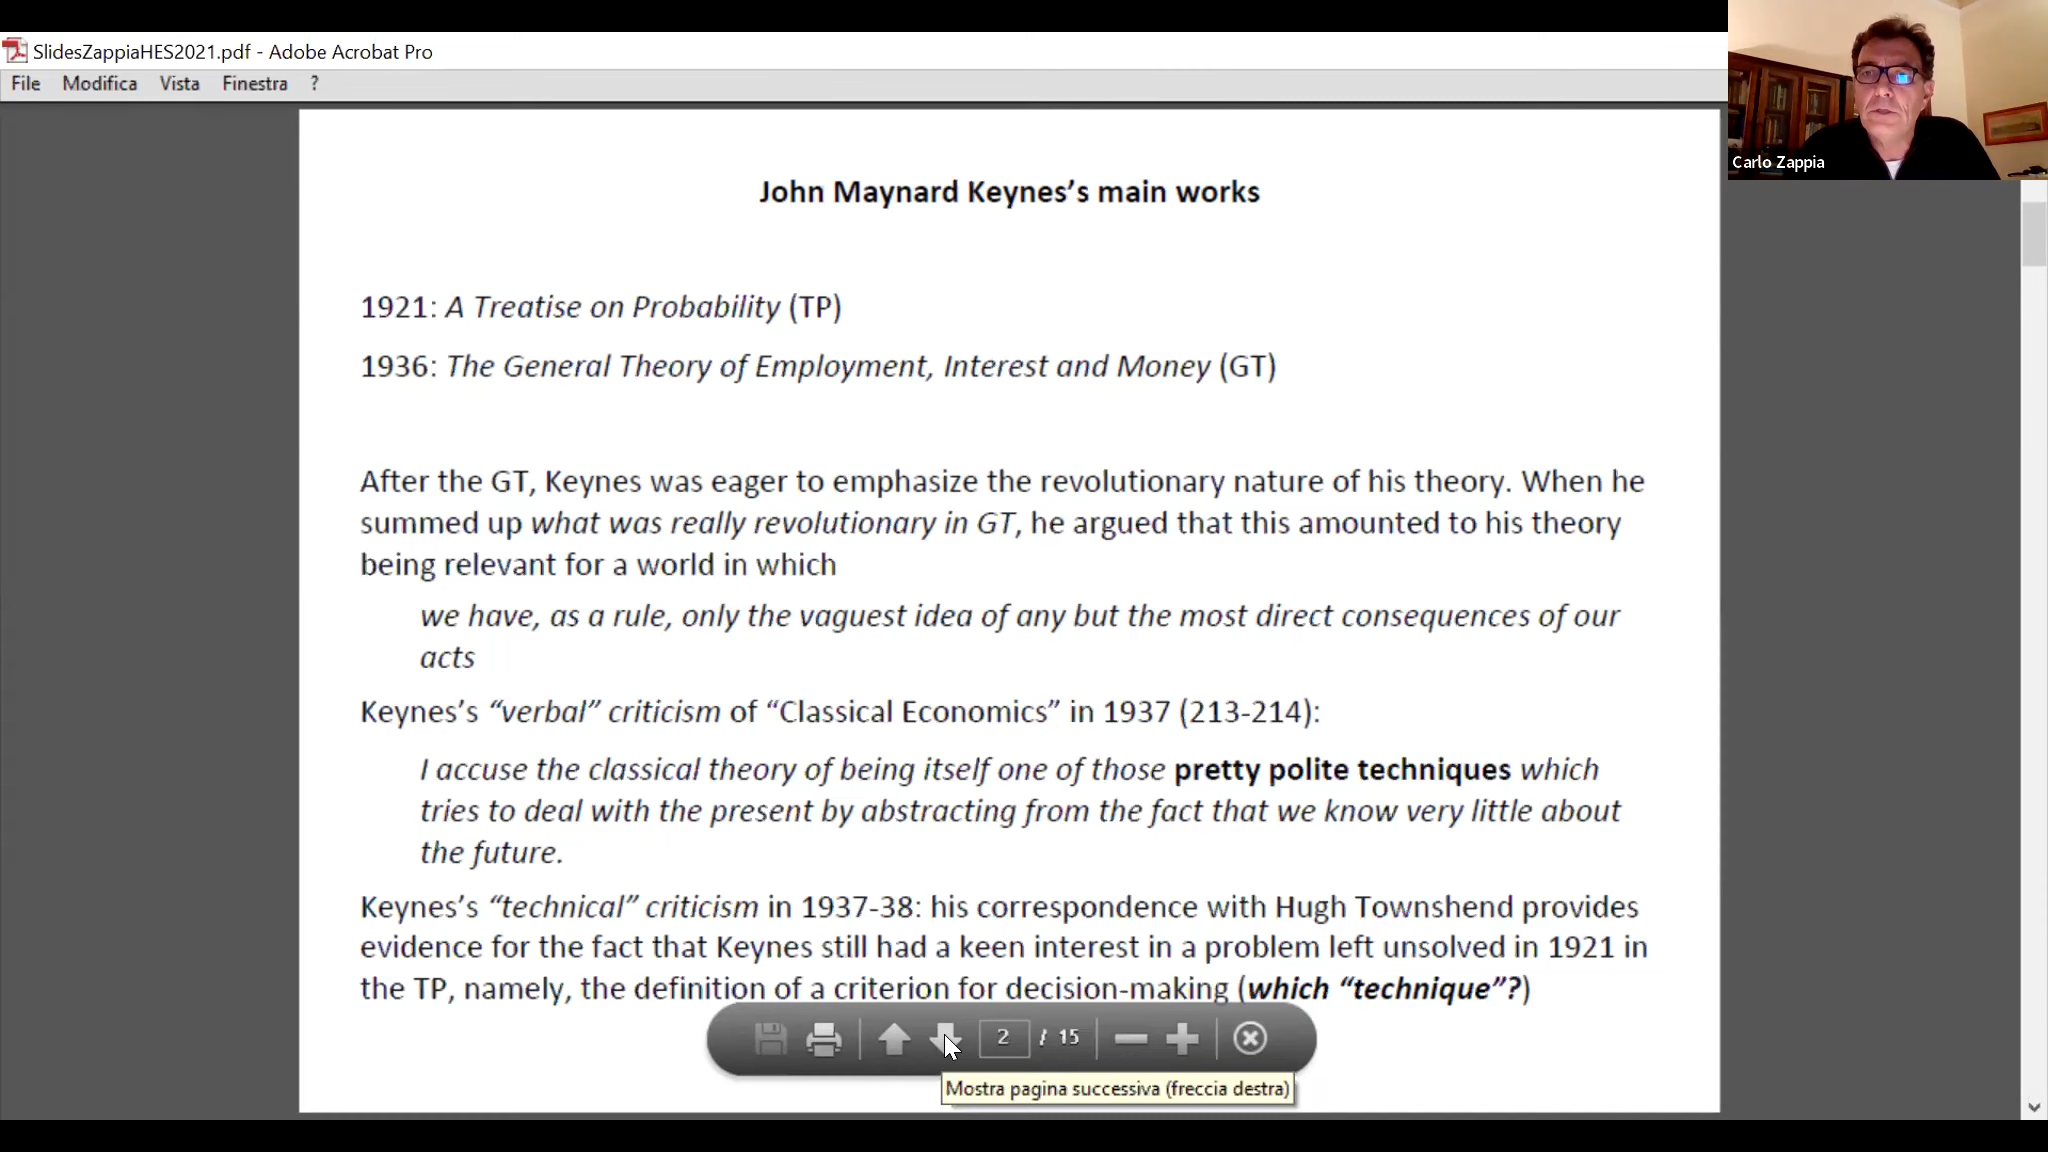 SlidesZappiaHES2021.pdf - Adobe Acrobat Pro
File Modifica Vista Finestra ?
Carlo Zappia
John Maynard Keynes’s main works
1921: A Treatise on Probability (TP)
1936: The General Theory of Employment, Interest and Money (GT)
After the GT, Keynes was eager to emphasize the revolutionary nature of his theory. When he
summed up what was really revolutionary in GT, he argued that this amounted to his theory
being relevant for a world in which
we have, as a rule, only the vaguest idea of any but the most direct consequences of our
acts
Keynes’s “verbal” criticism of “Classical Economics” in 1937 (213-214):
I accuse the classical theory of being itself one of those pretty polite techniques which
tries to deal with the present by abstracting from the fact that we know very little about
the future.
Keynes’s “technical” criticism in 1937-38: his correspondence with Hugh Townshend provides
evidence for the fact that Keynes still had a keen interest in a problem left unsolved in 1921 in
the TP, namely, the definition of a criterion for decision-making (which “technique”?)
2 / 15
Mostra pagina successiva (freccia destra)